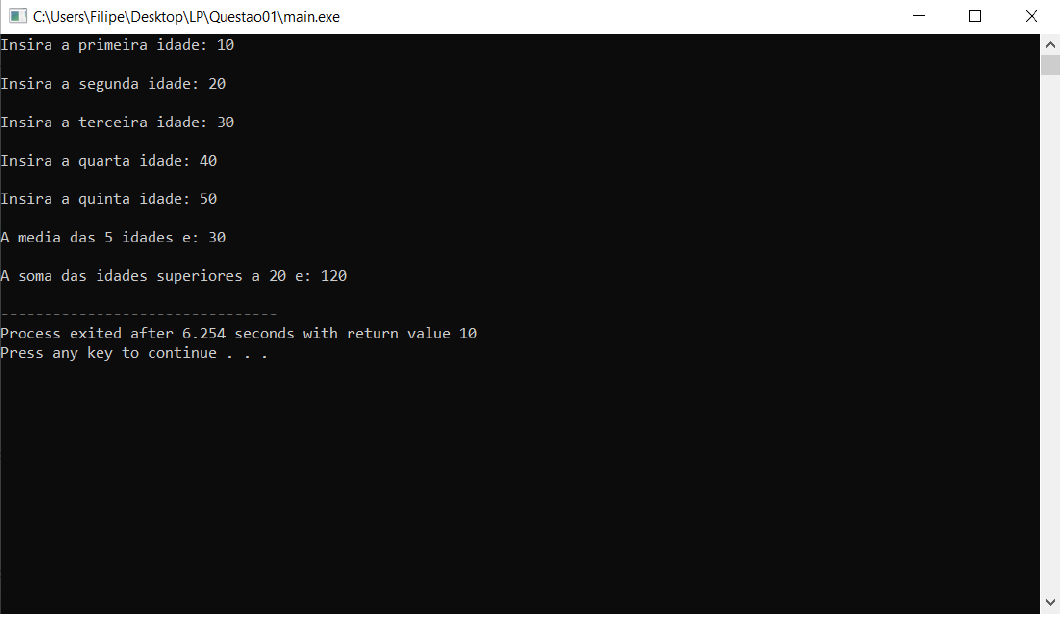 C:\Users\Filipe\Desktop\LP\Questao01\main.exe
Insira a primeira idade: 10
Insira a segunda idade: 20
Insira a terceira idade: 30
Insira a quarta idade: 40
Insira a quinta idade: 50
A media das 5 idades e: 30
A soma das idades superiores a 20 e: 120
--------------------------------
Process exited after 6.254 seconds with return value 10
Press any key to continue . . .